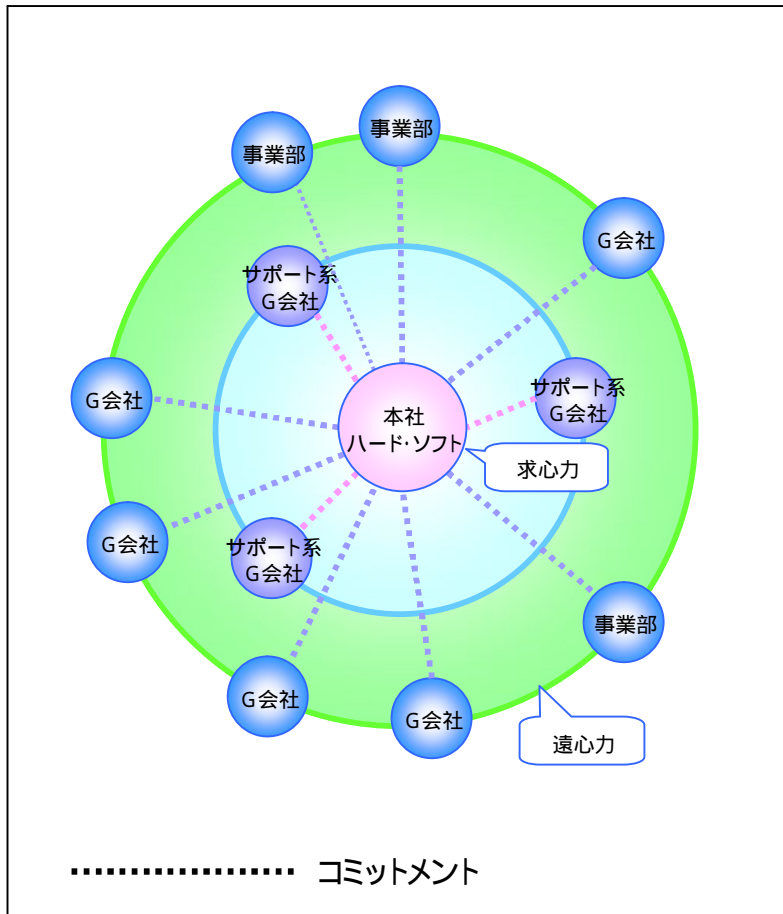 事業部
事業部
G会社
サポート系
G会社
サポート系
G会社
G会社
本社
ハード･ソフト
求心力
G会社
サポート系
G会社
事業部
G会社
G会社
遠心力
コミットメント